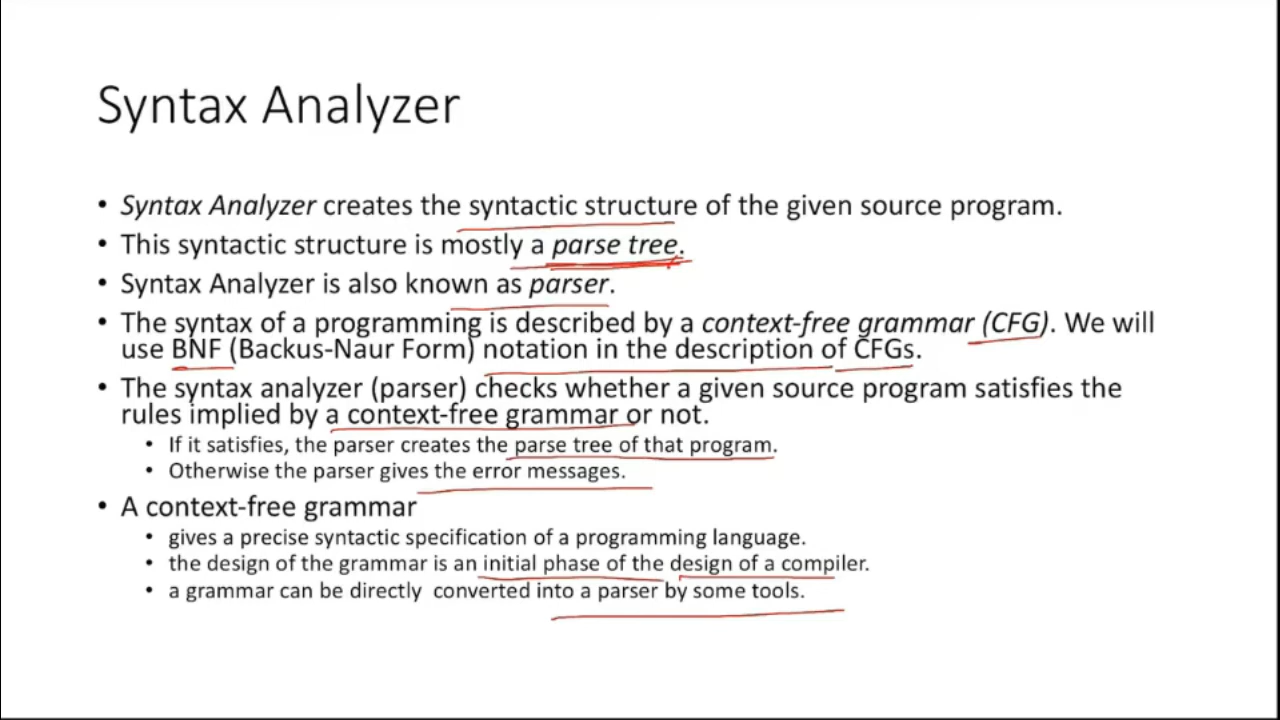 Syntax Analyzer
• Syntax Analyzer creates the syntactic structure of the given source program.
• This syntactic structure is mostly a parse tree.
• Syntax Analyzer is also known as parser.
• The syntax of a programming is described by a context-free grammar (CFG). We will
use BNF (Backus-Naur Form) notation in the description of CFGs.
• The syntax analyzer (parser) checks whether a given source program satisfies the
rules implied by a context-free grammar or not.
• If it satisfies, the parser creates the parse tree of that program.
• Otherwise the parser gives the error messages.
• A context-free grammar
• gives a precise syntactic specification of a programming language.
• the design of the grammar is an initial phase of the design of a compiler.
• a grammar can be directly converted into a parser by some tools.